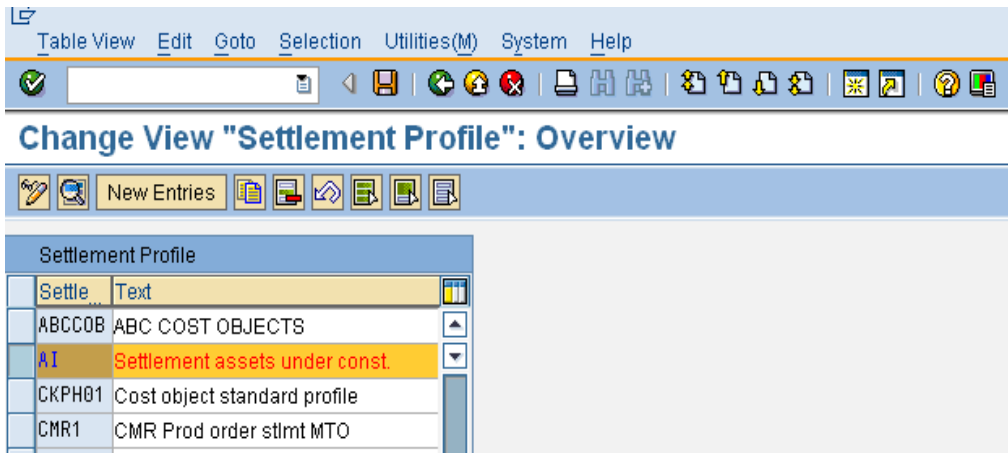 Table View Edit Goto Selection Utilities(M) System Help
Change View "Settlement Profile": Overview
New Entries
Settlement Profile
Settle... Text
ABCCOB ABC COST OBJECTS
AI Settlement assets under const.
CKPH01 Cost object standard profile
CMR1 CMR Prod order stlmt MTO